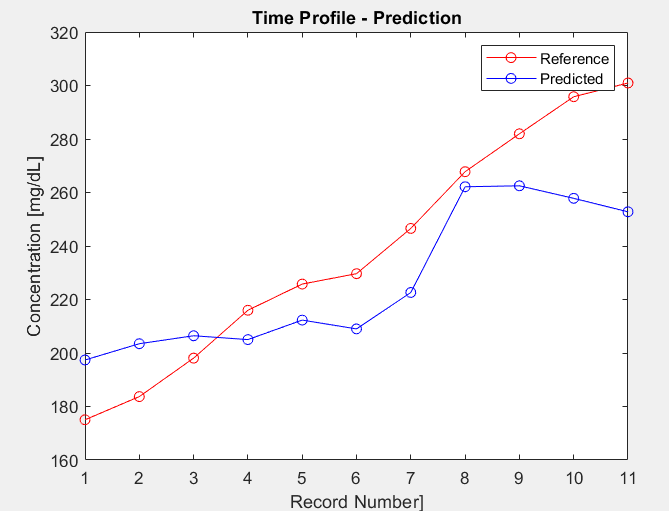 Time Profile - Prediction
320
300
280
260
240
220
200
180
160
Concentration [mg/dL]
Reference
Predicted
1 2 3 4 5 6 7 8 9 10 11
Record Number]